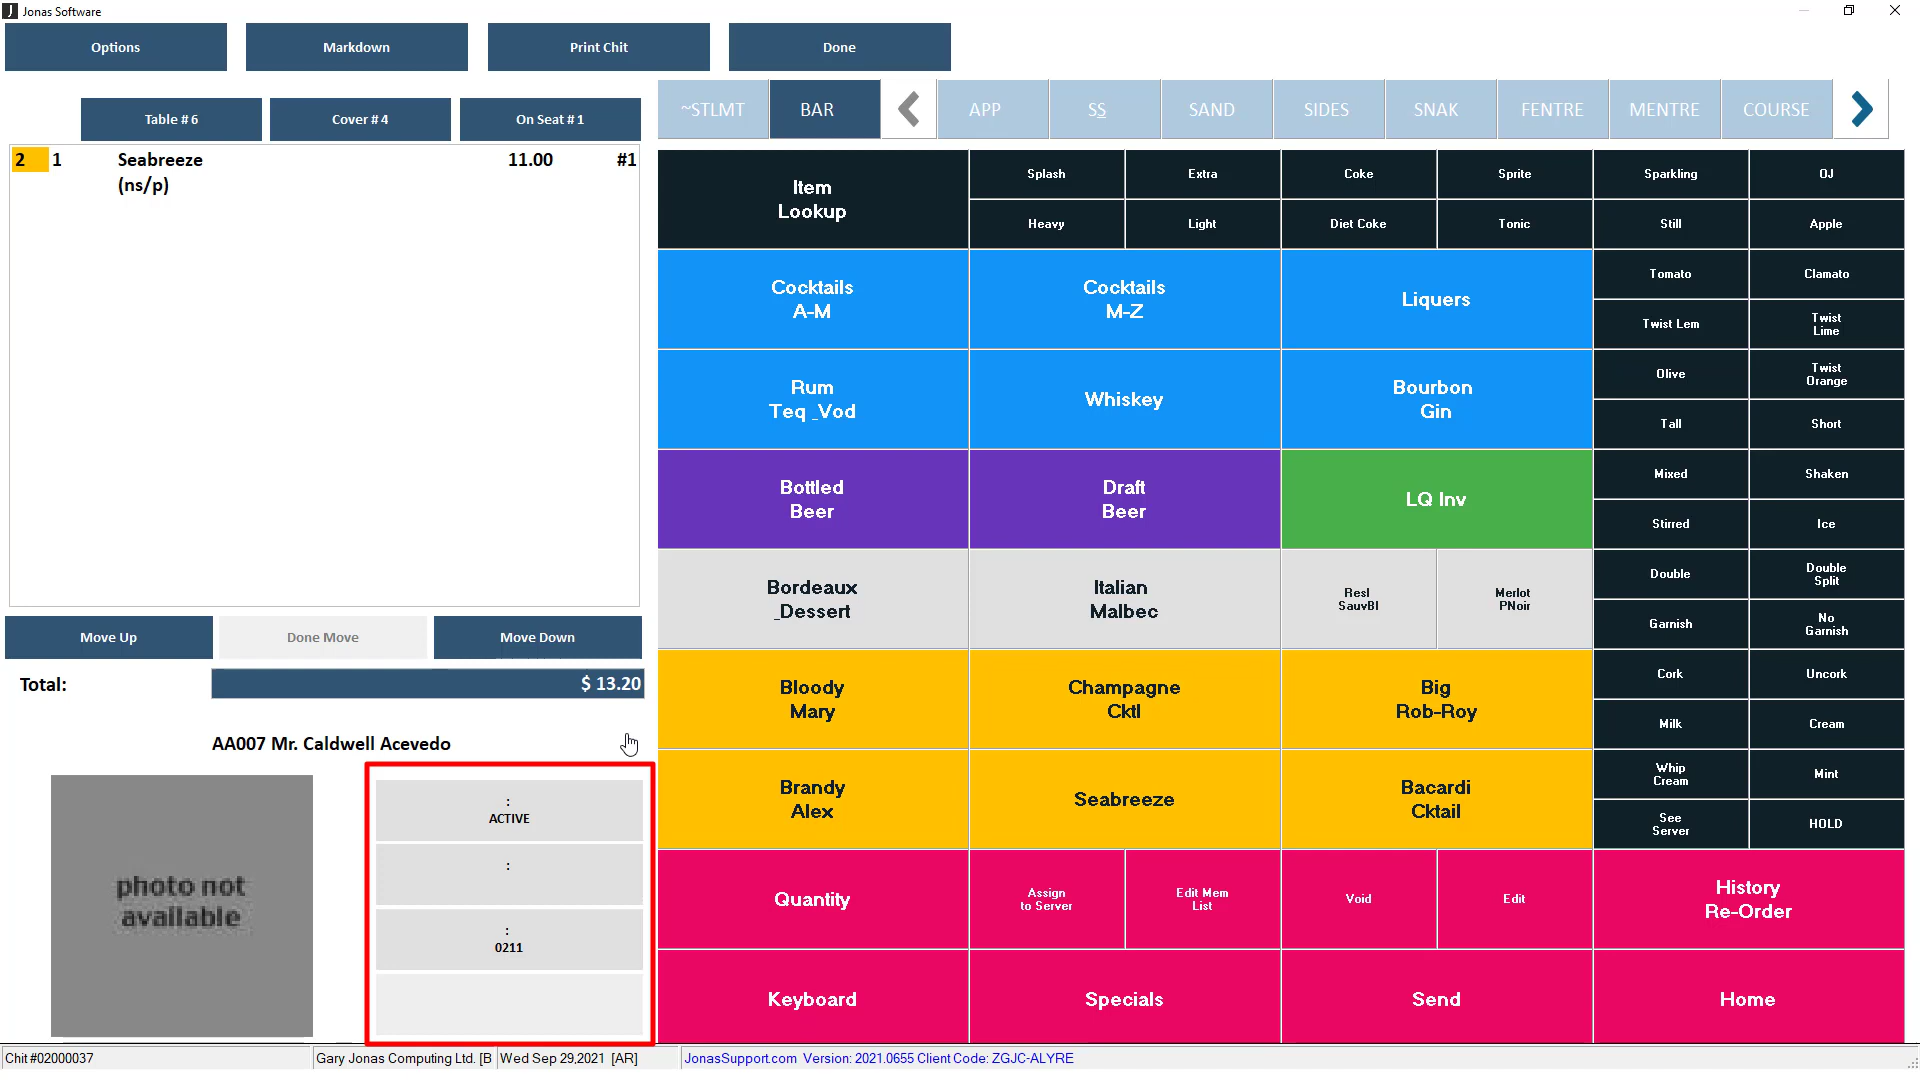 J Jonas Software
Options Markdown Print Chit Done
~STLMT BAR APP SS SAND SIDES SNAK FENTRE MENTRE COURSE
Table # 6 Cover # 4 On Seat # 1
2 1 Seabreeze 11.00 #1
(ns/p)
Move Up Done Move Move Down
Total: $ 13.20
AA007 Mr. Caldwell Acevedo
photo not
available
:
ACTIVE
:
:
0211
Item
Lookup
Splash Extra Coke Sprite Sparkling OJ
Heavy Light Diet Coke Tonic Still Apple
Cocktails
A-M
Cocktails
M-Z
Liquers
Tomato Clamato
Twist Lem
Twist
Lime
Rum
Teq _Vod
Whiskey
Bourbon
Gin
Olive
Twist
Orange
Tall Short
Bottled
Beer
Draft
Beer
LQ Inv
Mixed Shaken
Stirred Ice
Bordeaux
_Dessert
Italian
Malbec
Resl
SauvBl
Merlot
PNoir
Double
Double
Split
Garnish
No
Garnish
Bloody
Mary
Champagne
Cktl
Big
Rob-Roy
Cork Uncork
Milk Cream
Brandy
Alex
Seabreeze
Bacardi
Cktail
Whip
Cream
Mint
See
Server
HOLD
Quantity
Assign
to Server
Edit Mem
List
Void Edit
History
Re-Order
Keyboard Specials Send Home
Chit #02000037 Gary Jonas Computing Ltd. [B Wed Sep 29,2021 [AR] JonasSupport.com Version: 2021.0655 Client Code: ZGJC-ALYRE